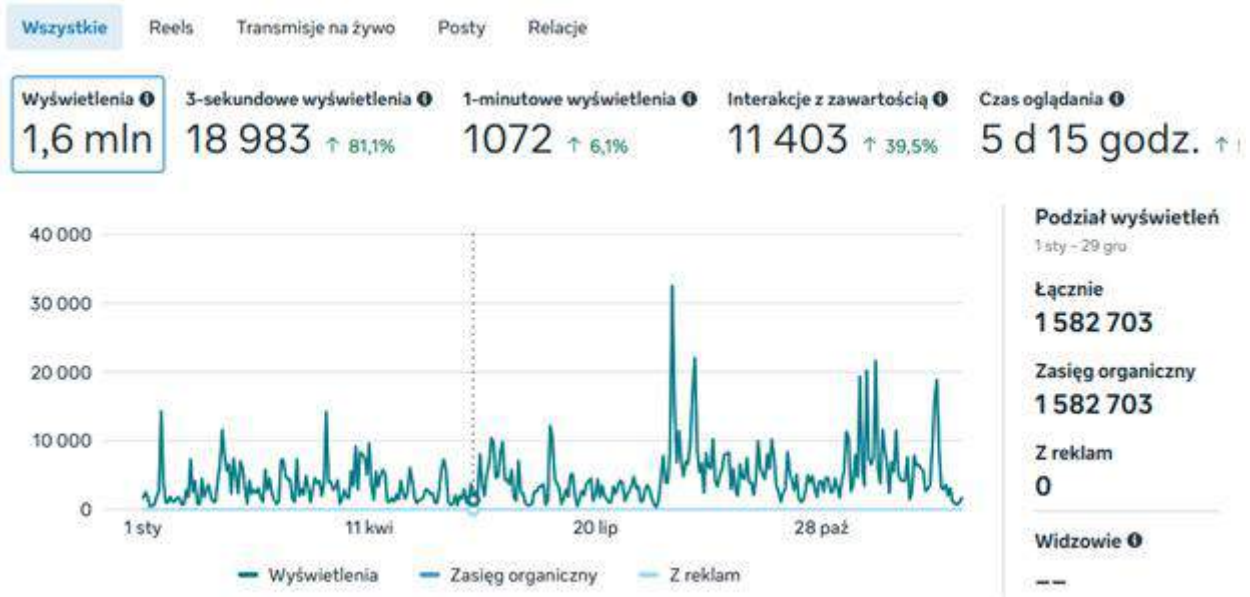 Wszystkie Reels Transmisje na żywo Posty Relacje
Wyświetlenia 3-sekundowe wyświetlenia 1-minutowe wyświetlenia Interakcje z zawartością Czas oglądania
1,6 mln 18 983 ↑ 81,1% 1072 ↑ 6,1% 11 403 ↑ 39,5% 5 d 15 godz. ↑
40 000
30 000
20 000
10 000
0
1 sty 11 kwi 20 lip 28 paź
Wyświetlenia Zasięg organiczny Z reklam
Podział wyświetleń
1 sty – 29 gru
Łącznie
1 582 703
Zasięg organiczny
1 582 703
Z reklam
0
Widzowie
--